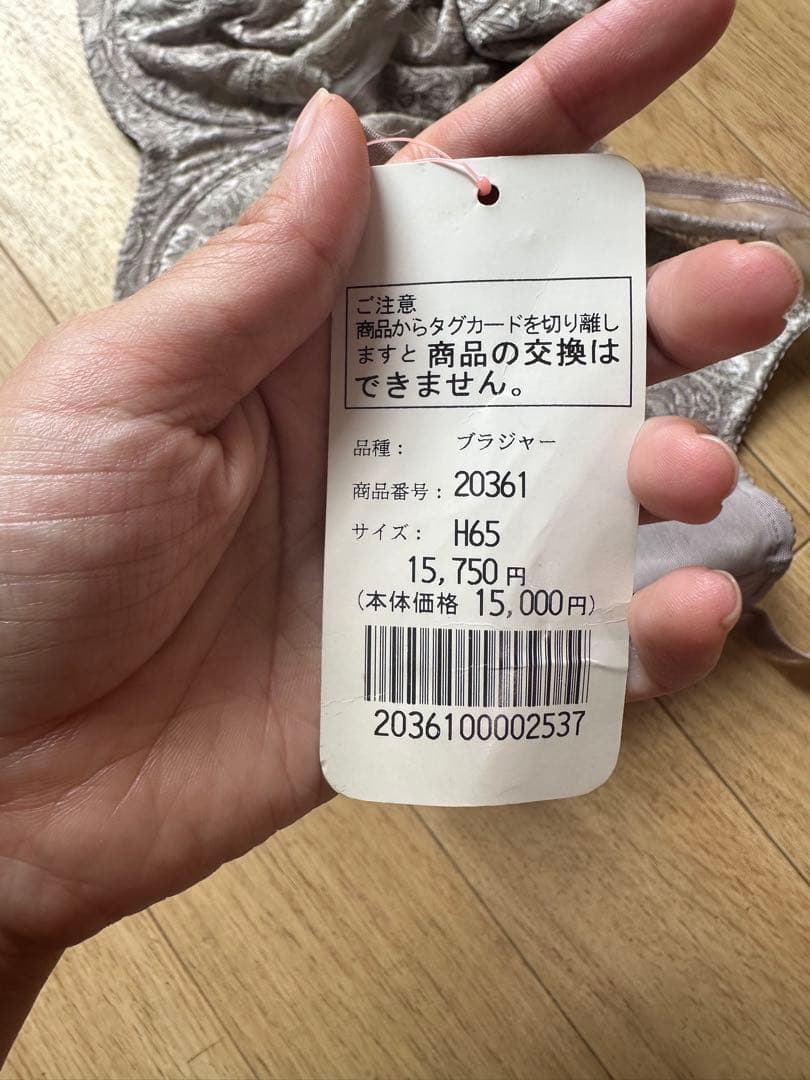 ご注意
商品からタグカードを切り離し
ますと 商品の交換は
できません。
品種： ブラジャー
商品番号：20361
サイズ： H65
15,750 円
(本体価格 15,000円)
2036100002537